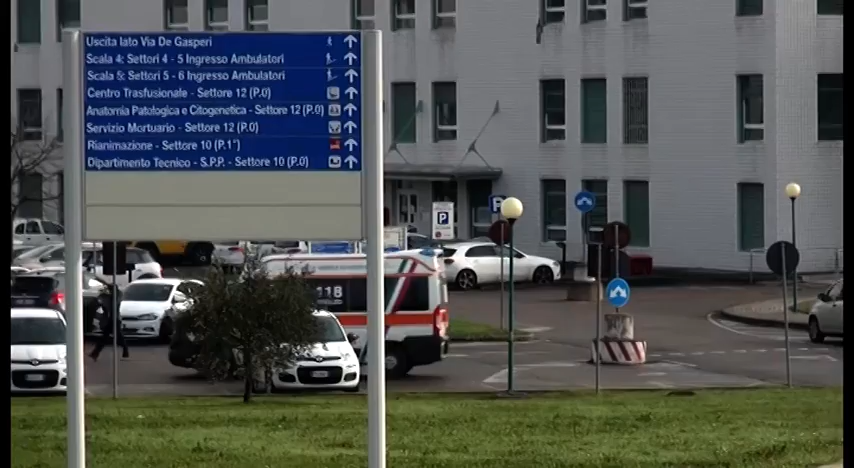 Uscita lato Via De Gasperi
Scala 4: Settori 4 - 5 Ingresso Ambulatori
Scala 5: Settori 5 - 6 Ingresso Ambulatori
Centro Trasfusionale - Settore 12 (P.0)
Anatomia Patologica e Citogenetica - Settore 12 (P.0)
Servizio Mortuario - Settore 12 (P.0)
Rianimazione - Settore 10 (P.1°)
Dipartimento Tecnico - S.P.P. - Settore 10 (P.0)
P
P
118